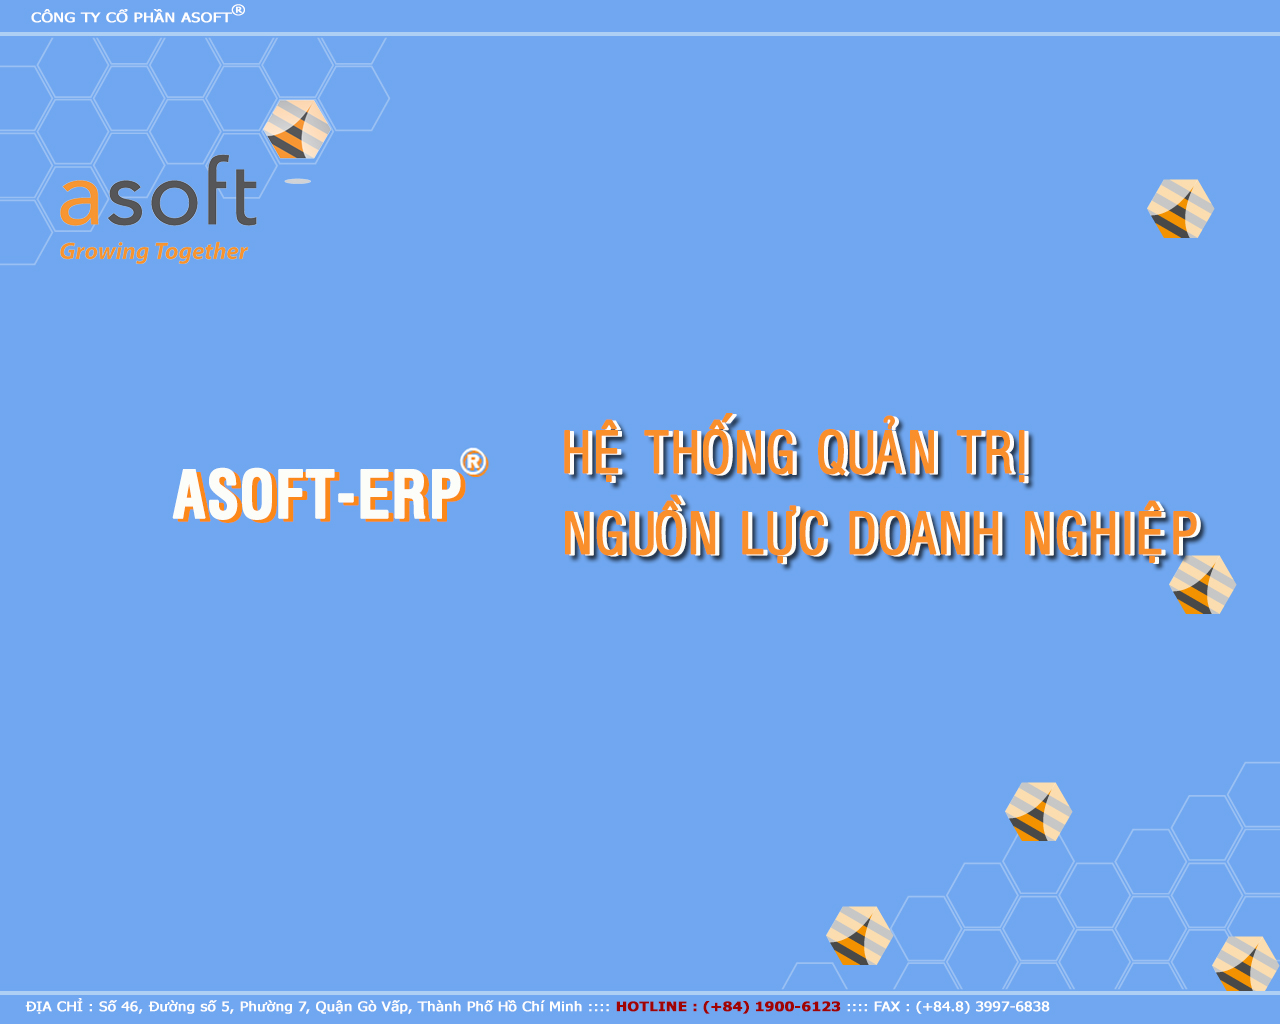 CÔNG TY CỔ PHẦN ASOFT®
asoft
Growing Together
ASOFT-ERP®
HỆ THỐNG QUẢN TRỊ
NGUỒN LỰC DOANH NGHIỆP
ĐỊA CHỈ : Số 46, Đường số 5, Phường 7, Quận Gò Vấp, Thành Phố Hồ Chí Minh :::: HOTLINE : (+84) 1900-6123 :::: FAX : (+84.8) 3997-6838